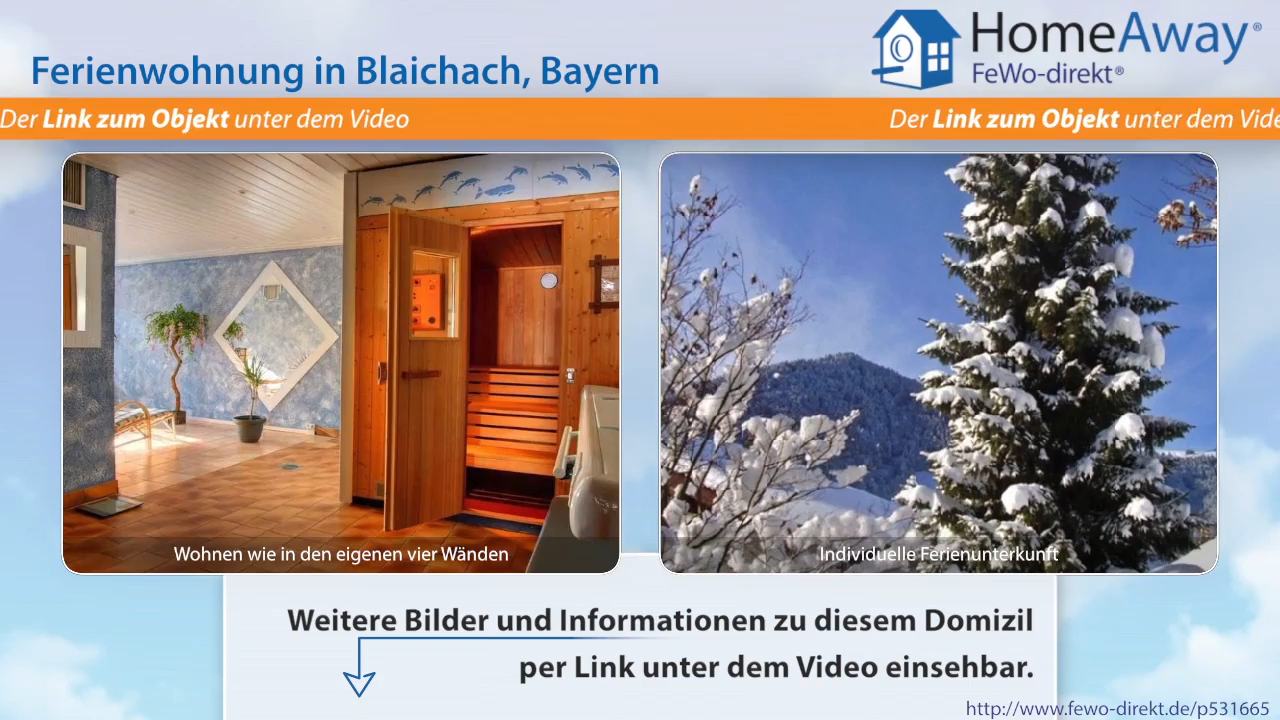 HomeAway®
FeWo-direkt®
Ferienwohnung in Blaichach, Bayern
Der Link zum Objekt unter dem Video
Der Link zum Objekt unter dem Vide
Wohnen wie in den eigenen vier Wänden
Individuelle Ferienunterkunft
Weitere Bilder und Informationen zu diesem Domizil
per Link unter dem Video einsehbar.
http://www.fewo-direkt.de/p531665